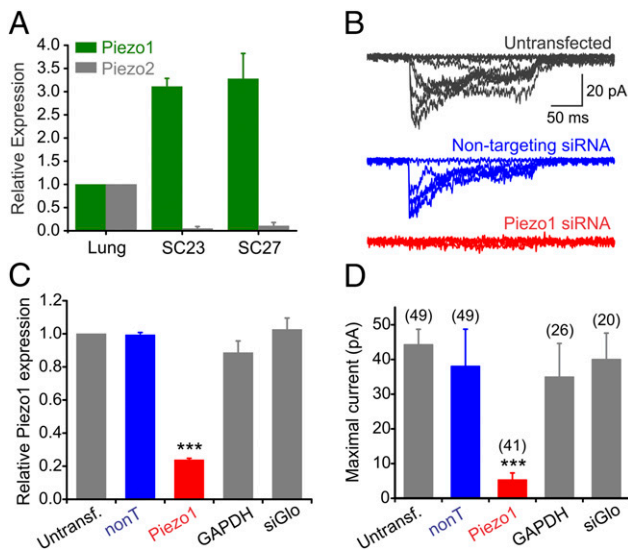 A
Piezo1
Piezo2
Relative Expression
4.0
3.5
3.0
2.5
2.0
1.5
1.0
0.5
0.0
Lung SC23 SC27
B
Untransfected
20 pA
50 ms
Non-targeting siRNA
Piezo1 siRNA
C
Relative Piezo1 expression
1.2
1.0
0.8
0.6
0.4
0.2
0
***
Untransf. nonT Piezo1 GAPDH siGlo
D
Maximal current (pA)
60
50
40
30
20
10
0
(49) (49) (41) (26) (20)
***
Untransf. nonT Piezo1 GAPDH siGlo